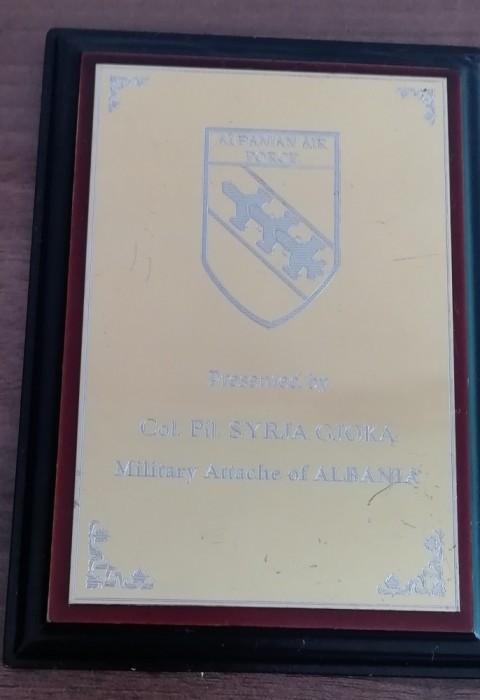 ALBANIAN AIR
FORCE
Presented by
Col. Pil. SYRJA GJOKA
Military Attache of ALBANIA